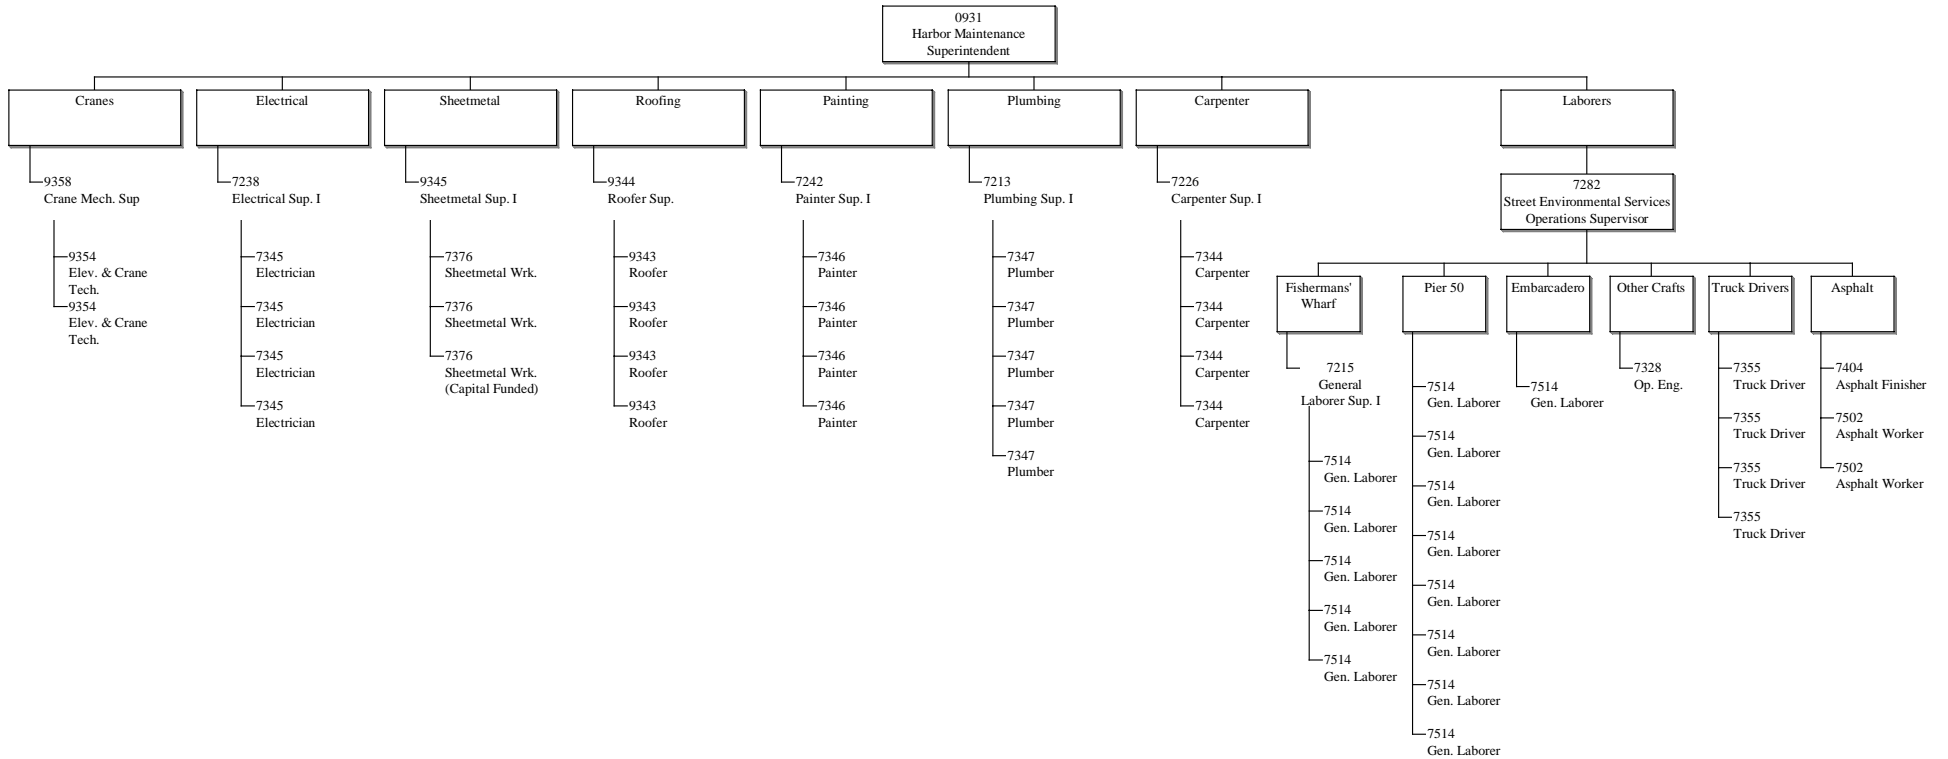 0931
Harbor Maintenance
Superintendent
Cranes
Electrical
Sheetmetal
Roofing
Painting
Plumbing
Carpenter
Laborers
9358
Crane Mech. Sup
9354
Elev. & Crane
Tech.
9354
Elev. & Crane
Tech.
7238
Electrical Sup. I
7345
Electrician
7345
Electrician
7345
Electrician
7345
Electrician
9345
Sheetmetal Sup. I
7376
Sheetmetal Wrk.
7376
Sheetmetal Wrk.
7376
Sheetmetal Wrk.
(Capital Funded)
9344
Roofer Sup.
9343
Roofer
9343
Roofer
9343
Roofer
9343
Roofer
7242
Painter Sup. I
7346
Painter
7346
Painter
7346
Painter
7346
Painter
7213
Plumbing Sup. I
7347
Plumber
7347
Plumber
7347
Plumber
7347
Plumber
7347
Plumber
7226
Carpenter Sup. I
7344
Carpenter
7344
Carpenter
7344
Carpenter
7344
Carpenter
7282
Street Environmental Services
Operations Supervisor
Fishermans'
Wharf
7215
General
Laborer Sup. I
7514
Gen. Laborer
7514
Gen. Laborer
7514
Gen. Laborer
7514
Gen. Laborer
7514
Gen. Laborer
Pier 50
7514
Gen. Laborer
7514
Gen. Laborer
7514
Gen. Laborer
7514
Gen. Laborer
7514
Gen. Laborer
7514
Gen. Laborer
7514
Gen. Laborer
7514
Gen. Laborer
Embarcadero
7514
Gen. Laborer
Other Crafts
7328
Op. Eng.
Truck Drivers
7355
Truck Driver
7355
Truck Driver
7355
Truck Driver
7355
Truck Driver
Asphalt
7404
Asphalt Finisher
7502
Asphalt Worker
7502
Asphalt Worker